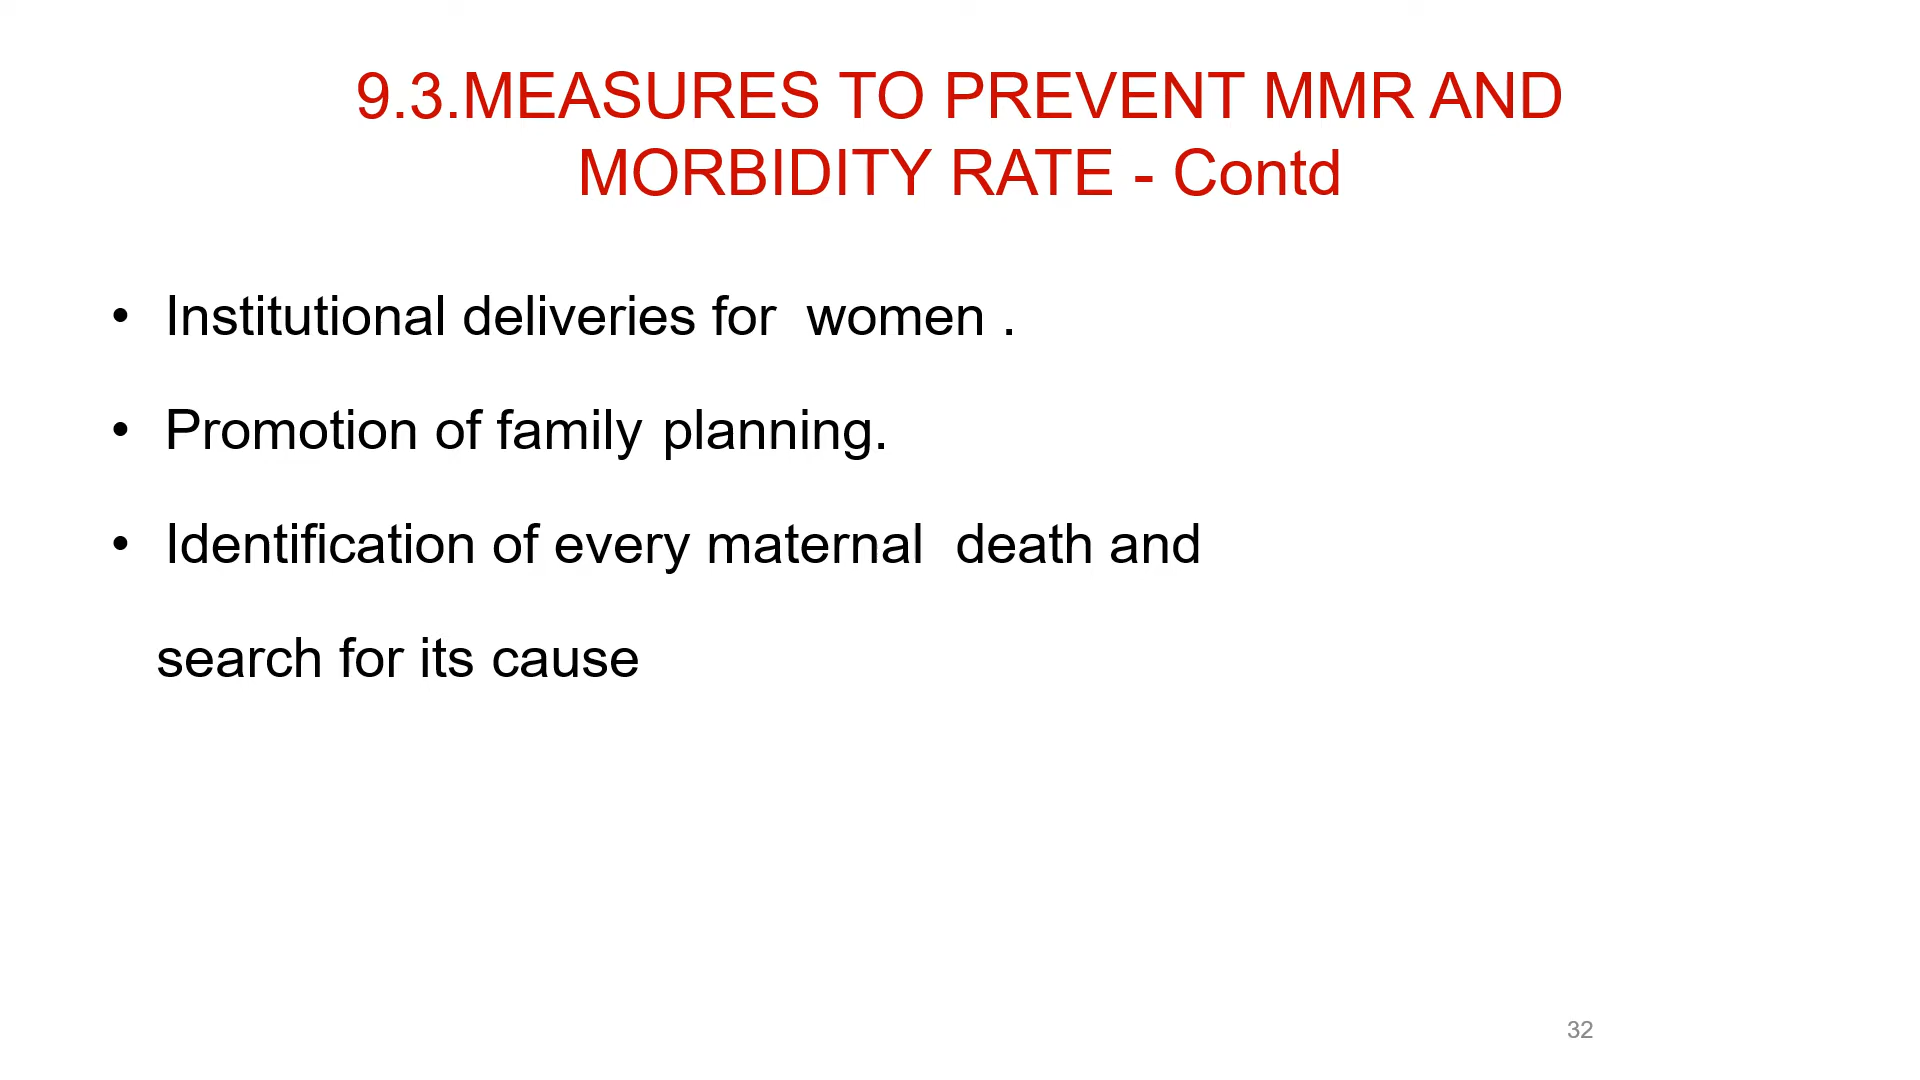 9.3.MEASURES TO PREVENT MMR AND
MORBIDITY RATE - Contd
• Institutional deliveries for  women .
• Promotion of family planning.
• Identification of every maternal  death and
search for its cause
32